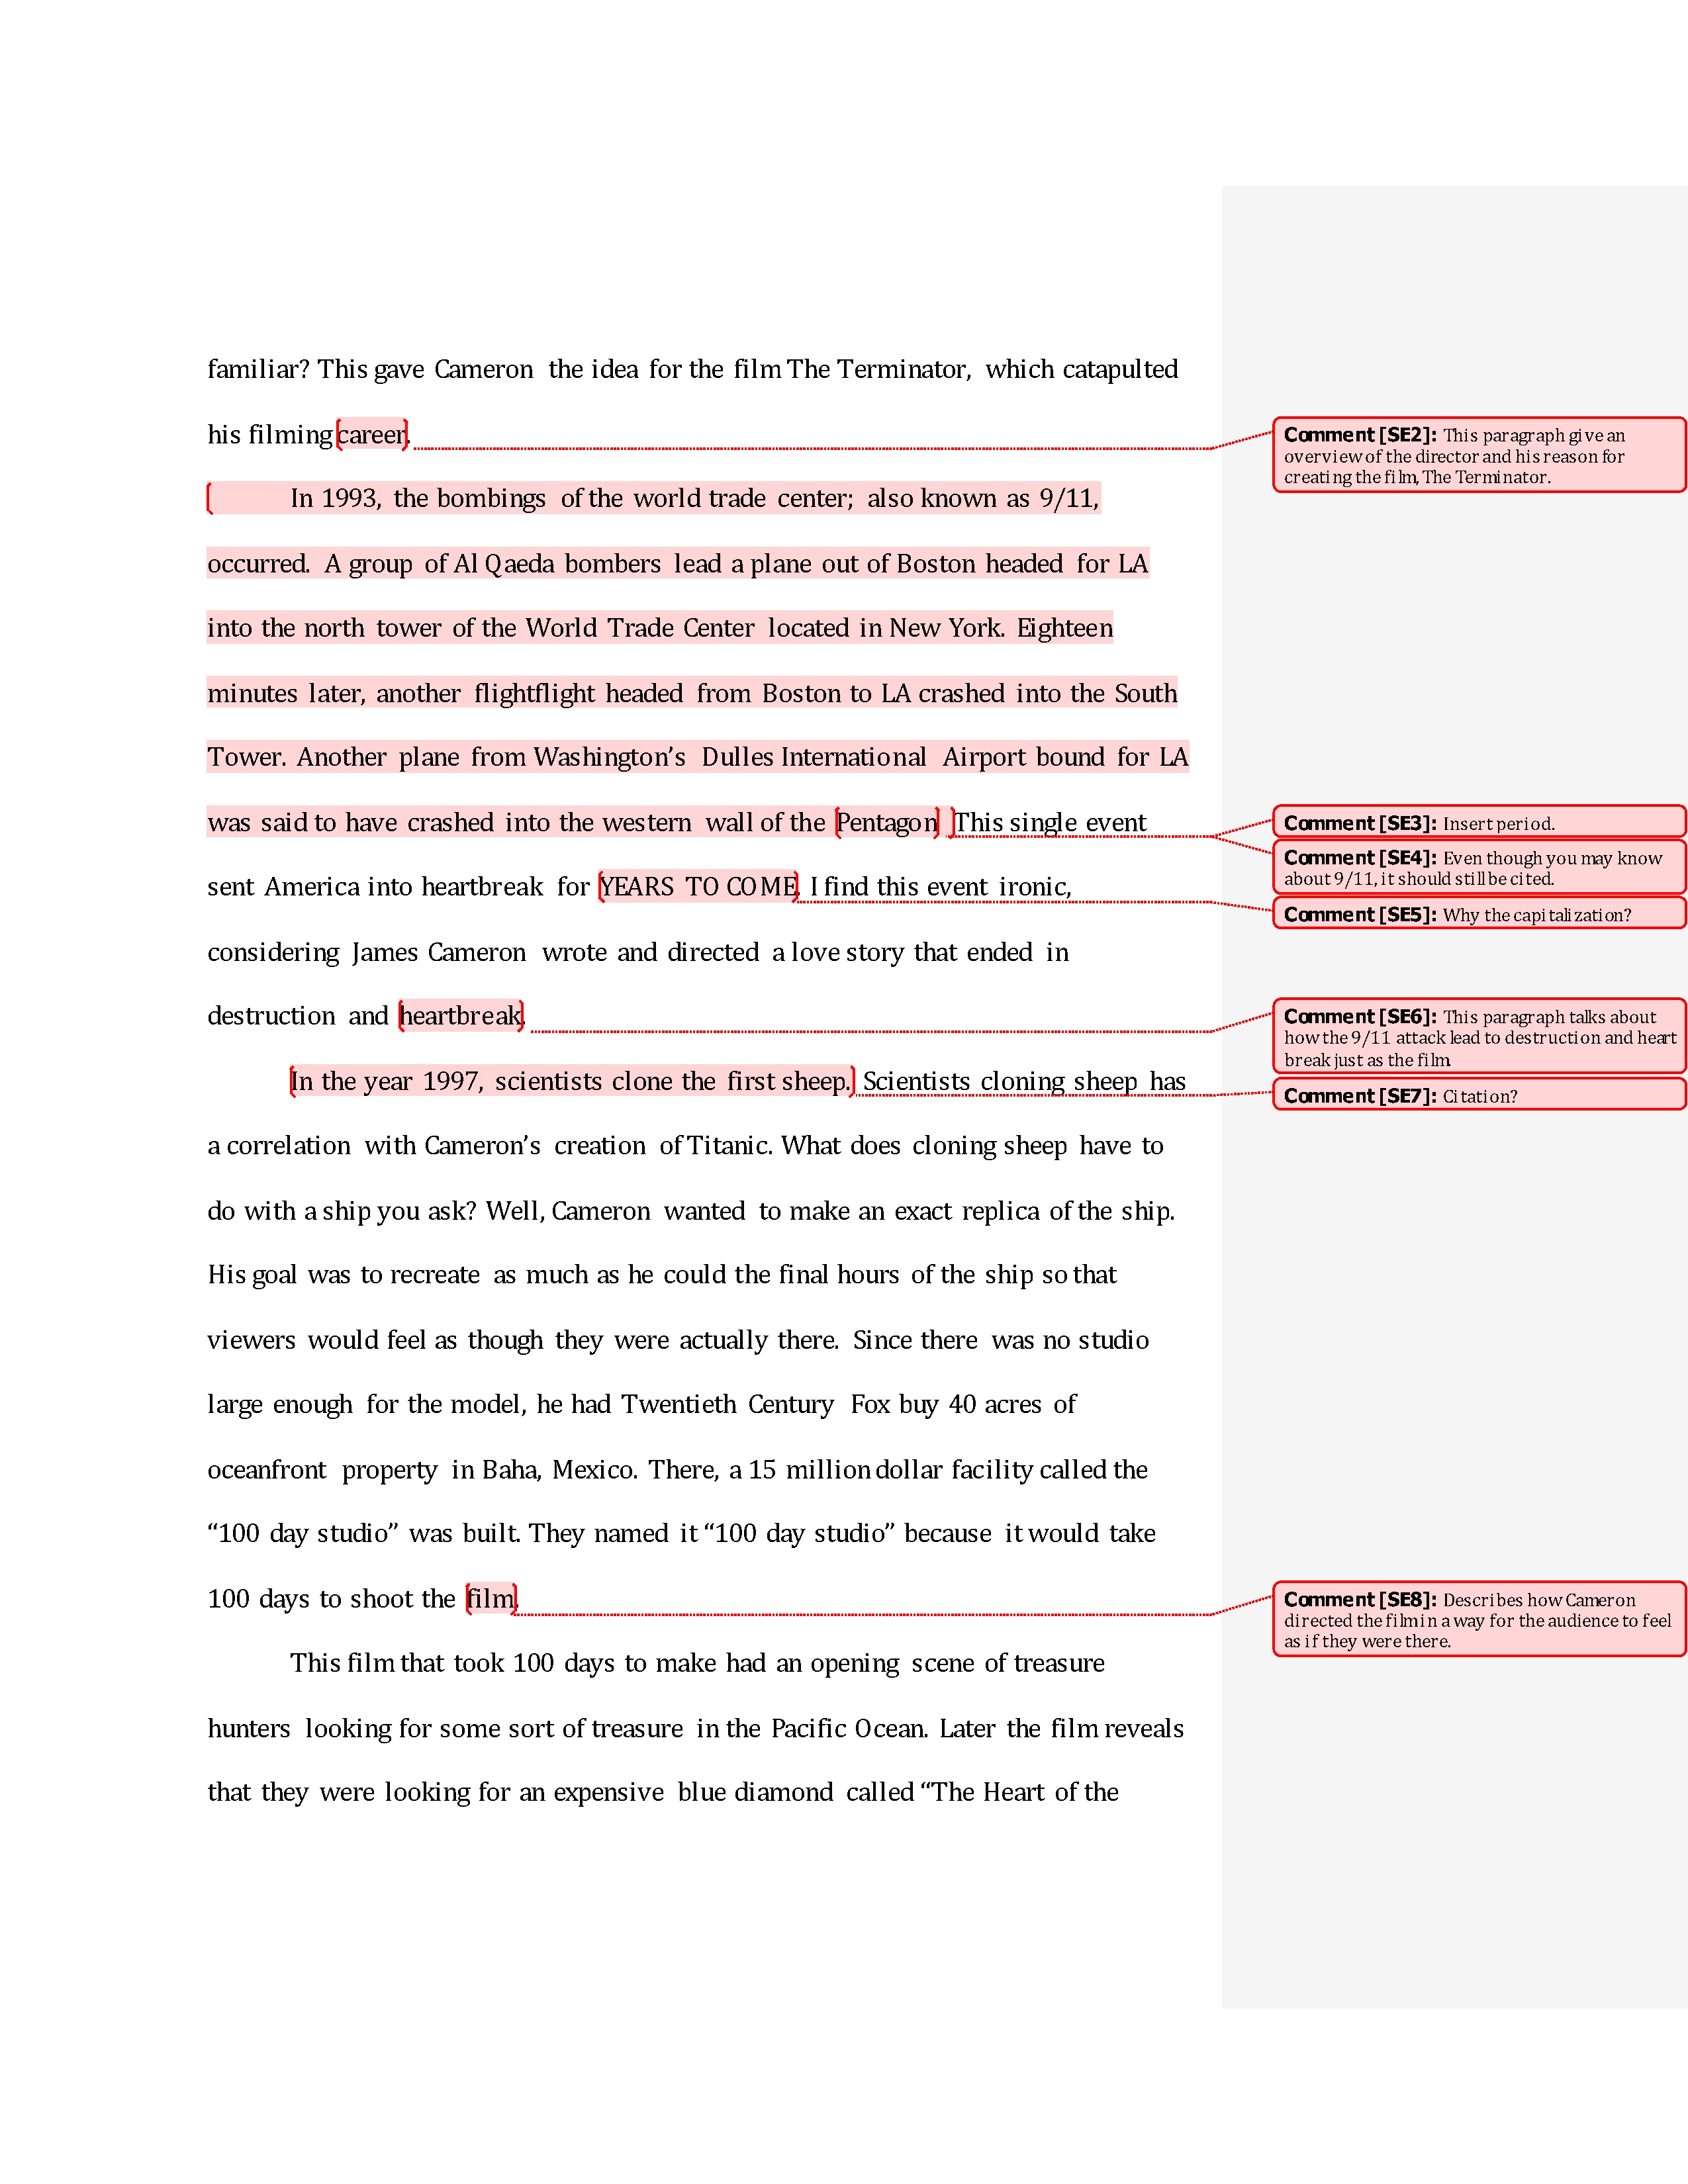 familiar? This gave Cameron the idea for the film The Terminator, which catapulted
his filming career.
In 1993, the bombings of the world trade center; also known as 9/11,
occurred. A group of Al Qaeda bombers lead a plane out of Boston headed for LA
into the north tower of the World Trade Center located in New York. Eighteen
minutes later, another flightflight headed from Boston to LA crashed into the South
Tower. Another plane from Washington's Dulles International Airport bound for LA
was said to have crashed into the western wall of the Pentagon This single event
sent America into heartbreak for YEARS TO COME. I find this event ironic,
considering James Cameron wrote and directed a love story that ended in
destruction and heartbreak.
In the year 1997, scientists clone the first sheep. Scientists cloning sheep has
a correlation with Cameron's creation of Titanic. What does cloning sheep have to
do with a ship you ask? Well, Cameron wanted to make an exact replica of the ship.
His goal was to recreate as much as he could the final hours of the ship so that
viewers would feel as though they were actually there. Since there was no studio
large enough for the model, he had Twentieth Century Fox buy 40 acres of
oceanfront property in Baha, Mexico. There, a 15 million dollar facility called the
“100 day studio” was built. They named it “100 day studio” because it would take
100 days to shoot the film.
This film that took 100 days to make had an opening scene of treasure
hunters looking for some sort of treasure in the Pacific Ocean. Later the film reveals
that they were looking for an expensive blue diamond called “The Heart of the
Comment [SE2]: This paragraph give an
overview of the director and his reason for
creating the film, The Terminator.
Comment [SE3]: Insert period.
Comment [SE4]: Even though you may know
about 9/11, it should still be cited.
Comment [SE5]: Why the capitalization?
Comment [SE6]: This paragraph talks about
how the 9/11 attack lead to destruction and heart
break just as the film.
Comment [SE7]: Citation?
Comment [SE8]: Describes how Cameron
directed the film in a way for the audience to feel
as if they were there.